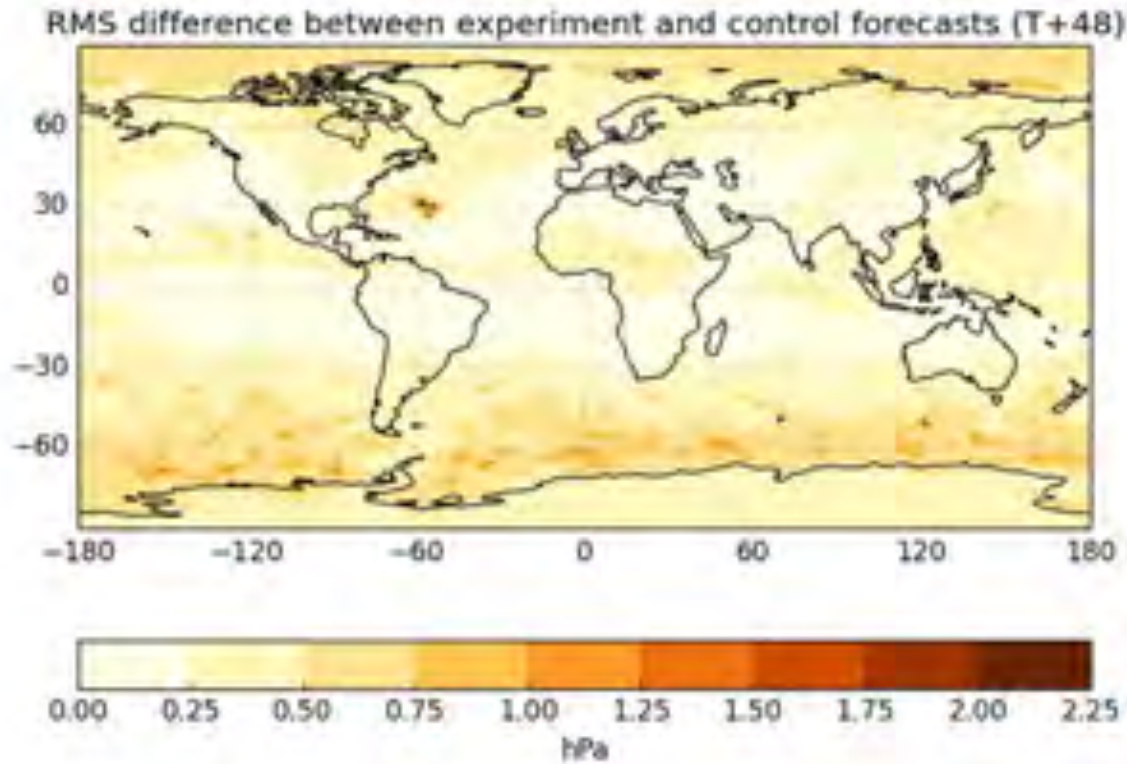 RMS difference between experiment and control forecasts (T+48)
60
30
0
−30
−60
−180 −120 −60 0 60 120 180
0.00 0.25 0.50 0.75 1.00 1.25 1.50 1.75 2.00 2.25
hPa